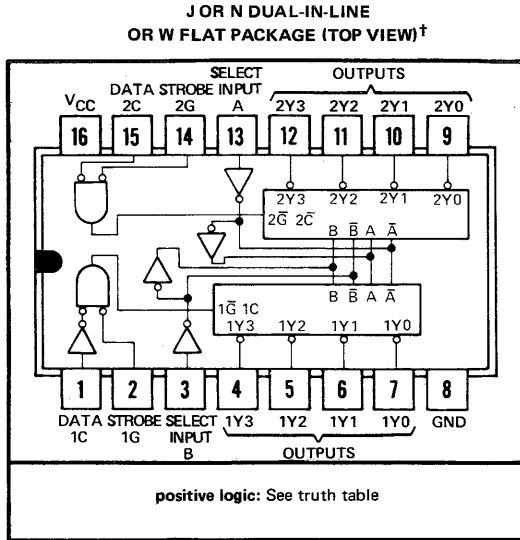 J OR N DUAL-IN-LINE
OR W FLAT PACKAGE (TOP VIEW)†
SELECT
OUTPUTS
DATA STROBE INPUT
VCC 2C 2G A 2Y3 2Y2 2Y1 2Y0
16 15 14 13 12 11 10 9
2Y3 2Y2 2Y1 2Y0
2G̅ 2C̅
B B̅ A A̅
B B̅ A A̅
1G̅ 1C
1Y3 1Y2 1Y1 1Y0
1 2 3 4 5 6 7 8
DATA STROBE SELECT 1Y3 1Y2 1Y1 1Y0 GND
1C 1G INPUT
B
OUTPUTS
positive logic: See truth table